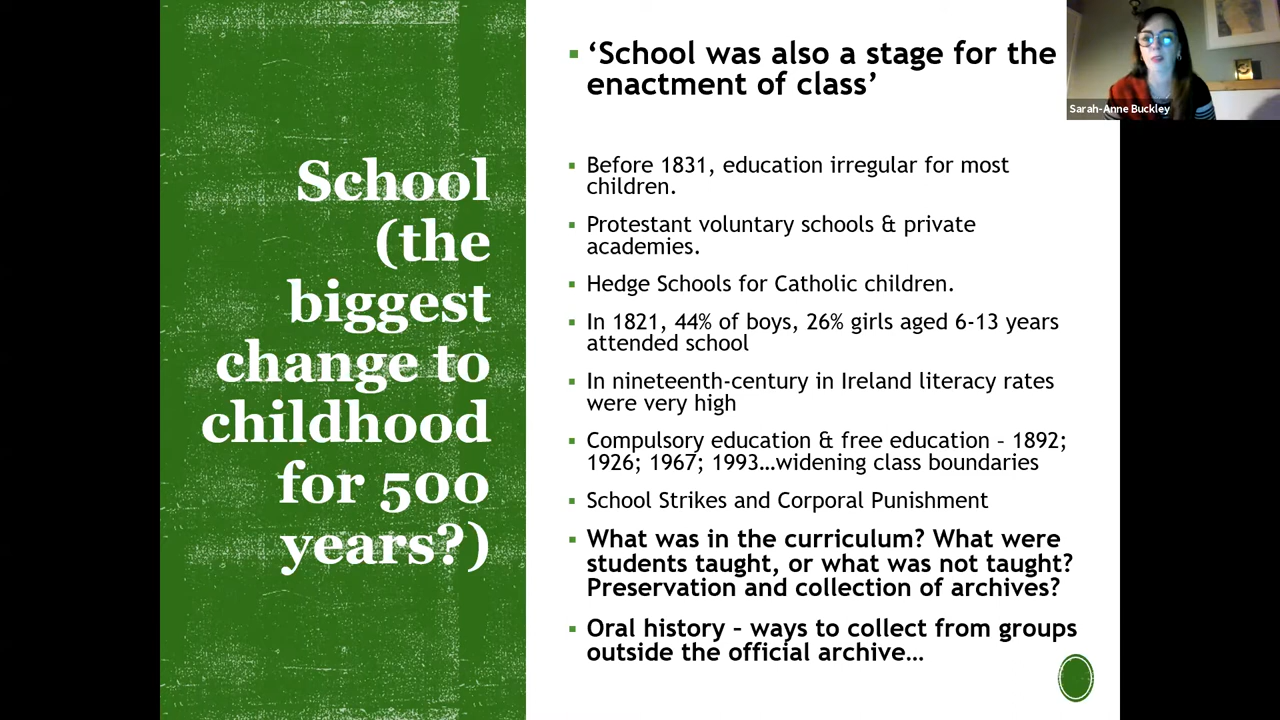 School
(the
biggest
change to
childhood
for 500
years?)
▪ ‘School was also a stage for the
enactment of class’
▪ Before 1831, education irregular for most
children.
▪ Protestant voluntary schools & private
academies.
▪ Hedge Schools for Catholic children.
▪ In 1821, 44% of boys, 26% girls aged 6-13 years
attended school
▪ In nineteenth-century in Ireland literacy rates
were very high
▪ Compulsory education & free education – 1892;
1926; 1967; 1993…widening class boundaries
▪ School Strikes and Corporal Punishment
▪ What was in the curriculum? What were
students taught, or what was not taught?
Preservation and collection of archives?
▪ Oral history – ways to collect from groups
outside the official archive…
Sarah-Anne Buckley